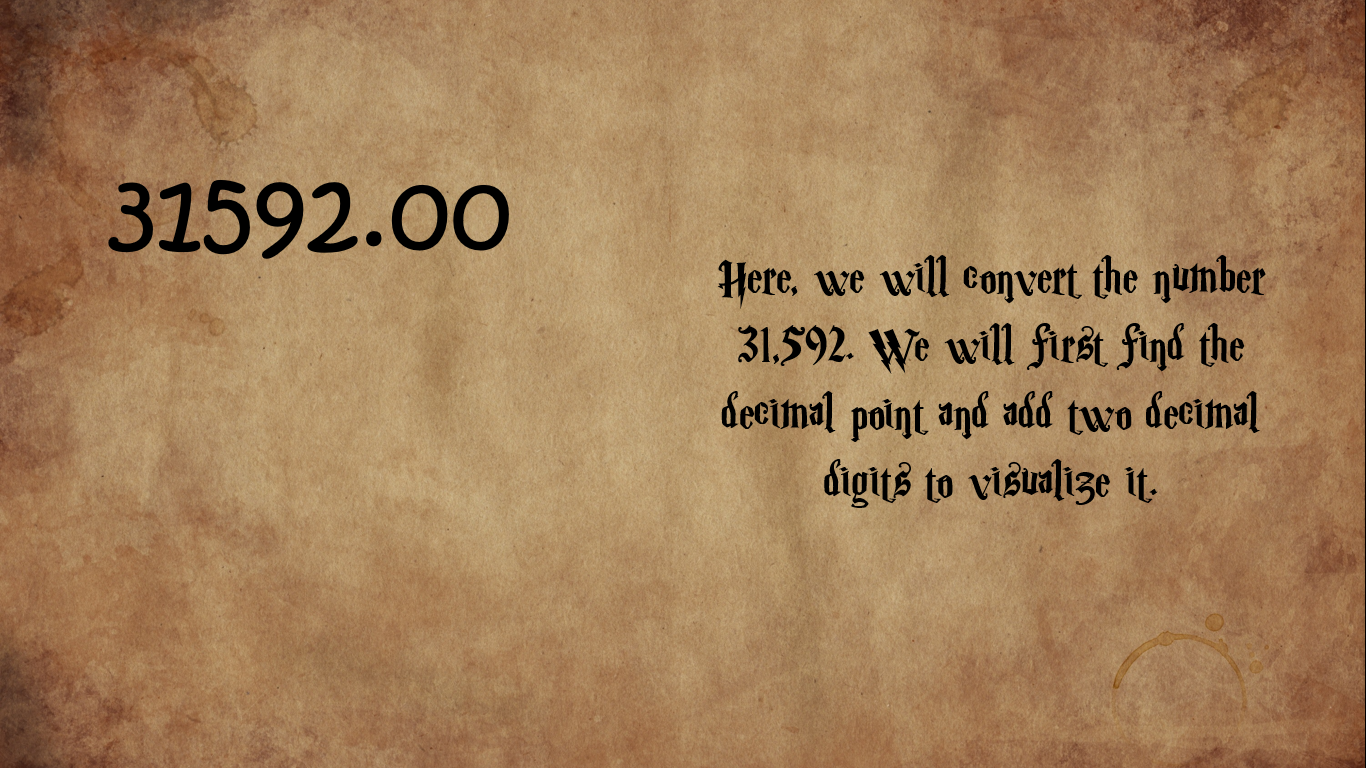 31592.00
Here, we will convert the number
31,592. We will first find the
decimal point and add two decimal
digits to visualize it.